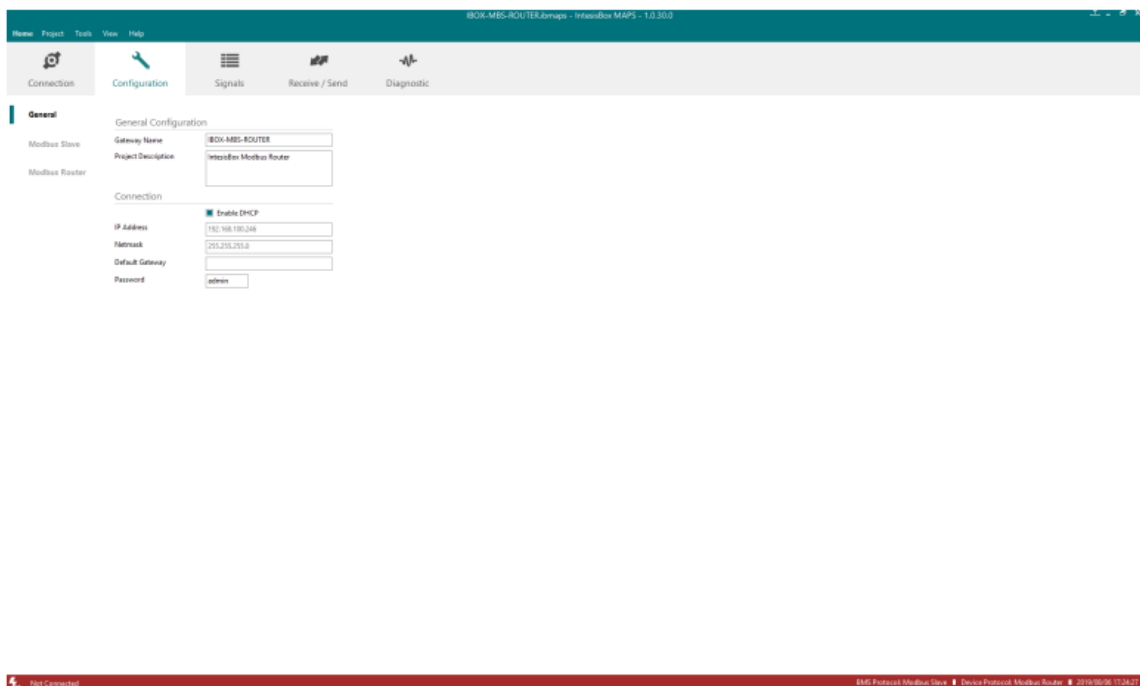 IBOX-MBS-ROUTER.ibmaps - IntesisBox MAPS - 1.0.30.0
Home Project Tools View Help
Connection Configuration Signals Receive / Send Diagnostic
General
Modbus Slave
Modbus Router
General Configuration
Gateway Name IBOX-MBS-ROUTER
Project Description IntesisBox Modbus Router
Connection
Enable DHCP
IP Address 192.168.100.246
Netmask 255.255.255.0
Default Gateway
Password admin
Not Connected BMS Protocol: Modbus Slave Device Protocol: Modbus Router 2019/08/06 17:24:27